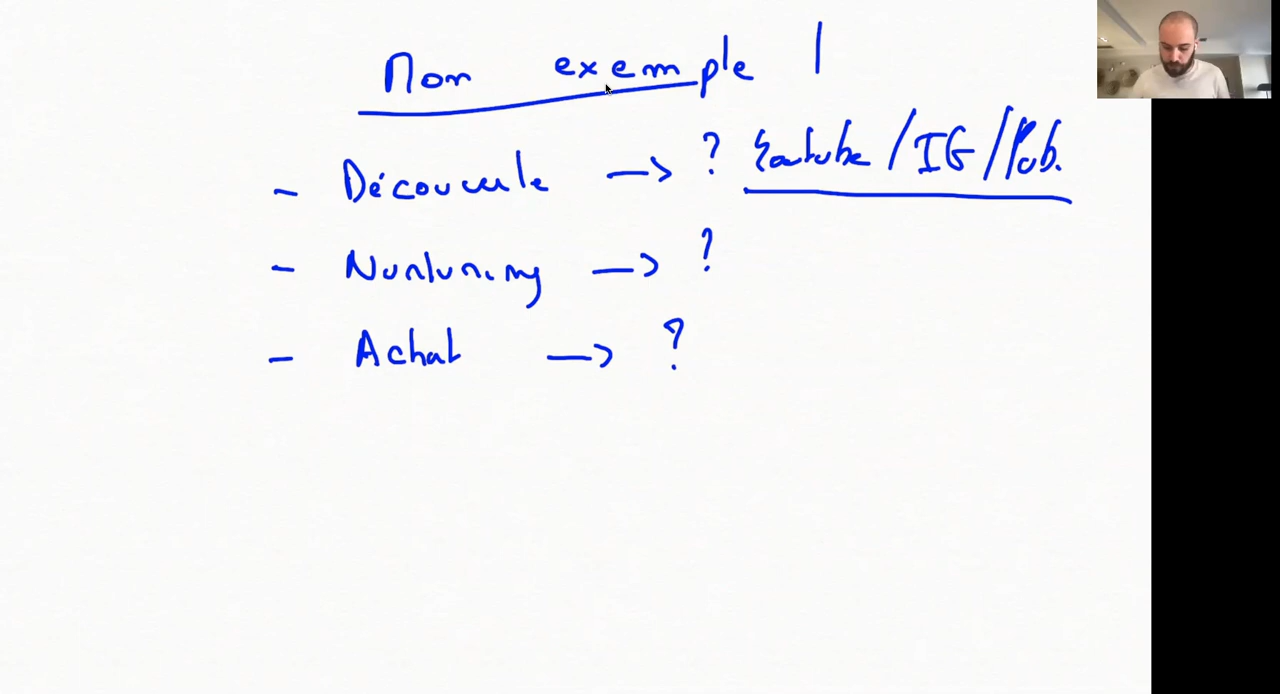 Mon exemple |
- Découverte -> ? Youtube / IG / Pub.
- Nurturing -> ?
- Achat -> ?